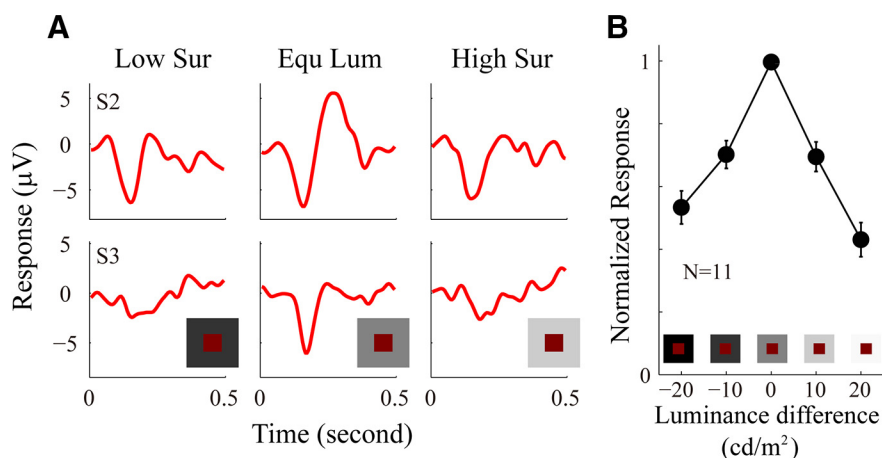 A
B
Low Sur
Equ Lum
High Sur
S2
5
0
−5
S3
5
0
−5
Response (µV)
0
0.5
0
0.5
0
0.5
Time (second)
Normalized Response
1
0
N=11
−20
−10
0
10
20
Luminance difference
(cd/m²)